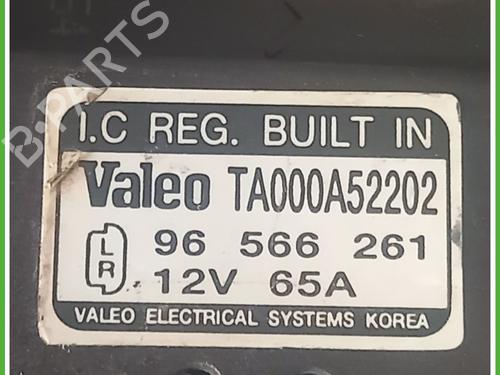 I.C REG. BUILT IN
Valeo TA000A52202
96 566 261
L
R
12V 65A
VALEO ELECTRICAL SYSTEMS KOREA
B-PARTS